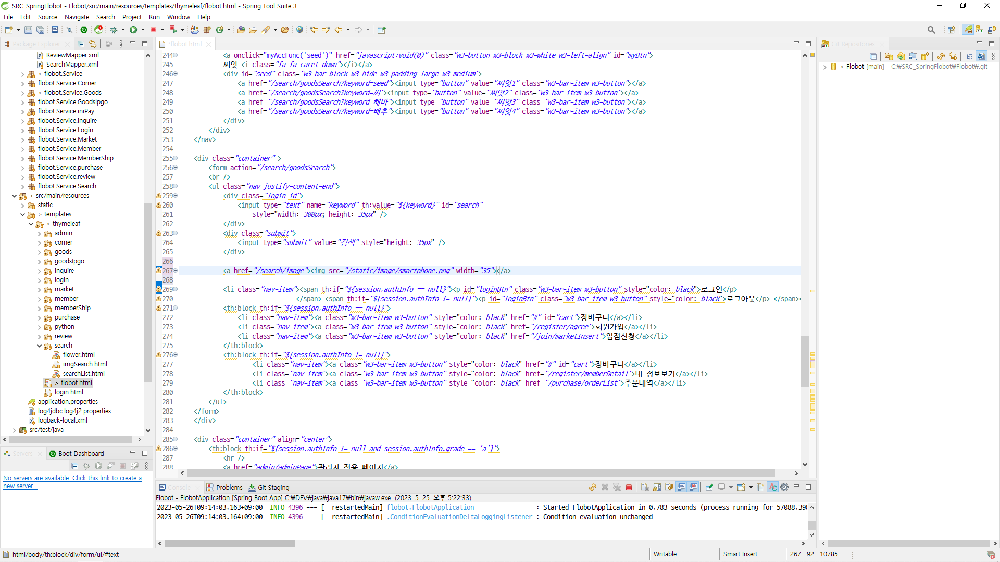 SRC_SpringFlobot - Flobot/src/main/resources/templates/thymeleaf/flobot.html - Spring Tool Suite 3
File Edit Source Navigate Search Project Run Window Help
Package Explorer
ReviewMapper.xml
SearchMapper.xml
> flobot.Service
flobot.Service.Corner
> flobot.Service.Goods
flobot.Service.GoodsIpgo
flobot.Service.iniPay
flobot.Service.inquire
flobot.Service.Login
flobot.Service.Market
flobot.Service.Member
flobot.Service.MemberShip
flobot.Service.purchase
flobot.Service.review
flobot.Service.Search
> src/main/resources
static
> templates
> thymeleaf
admin
corner
goods
goodsIpgo
inquire
login
market
member
memberShip
purchase
python
review
search
flower.html
imgSearch.html
searchList.html
> flobot.html
login.html
application.properties
log4jdbc.log4j2.properties
logback-local.xml
src/test/java
Servers
Boot Dashboard
No servers are available. Click this link to create a
new server...
*flobot.html
244 <a onclick="myAccFunc('seed')" href="javascript:void(0)" class="w3-button w3-block w3-white w3-left-align" id="myBtn">
245 씨앗 <i class="fa fa-caret-down"></i></a>
246 <div id="seed" class="w3-bar-block w3-hide w3-padding-large w3-medium">
247 <a href="/search/goodsSearch?keyword=seed"><input type="button" value="씨앗1" class="w3-bar-item w3-button"></a>
248 <a href="/search/goodsSearch?keyword=씨"><input type="button" value="씨앗2" class="w3-bar-item w3-button"></a>
249 <a href="/search/goodsSearch?keyword=해바"><input type="button" value="씨앗3" class="w3-bar-item w3-button"></a>
250 <a href="/search/goodsSearch?keyword=배추"><input type="button" value="씨앗4" class="w3-bar-item w3-button"></a>
251 </div>
252 </div>
253 </nav>
254
255 <div class="container" >
256 <form action="/search/goodsSearch">
257 <br />
258 <ul class="nav justify-content-end">
259 <div class="login_id">
260 <input type="text" name="keyword" th:value="${keyword}" id="search"
261 style="width: 300px; height: 35px" />
262 </div>
263 <div class="submit">
264 <input type="submit" value="검색" style="height: 35px" />
265 </div>
266
267 <a href="/search/image"><img src="/static/image/smartphone.png" width="35"></a>
268
269 <li class="nav-item"><span th:if="${session.authInfo == null}"><p id="loginBtn" class="w3-bar-item w3-button" style="color: black">로그인</p>
270 </span> <span th:if="${session.authInfo != null}"><p id="loginBtn" class="w3-bar-item w3-button" style="color: black">로그아웃</p> </span><
271 <th:block th:if="${session.authInfo == null}">
272 <li class="nav-item"><a class="w3-bar-item w3-button" style="color: black" href="#" id="cart">장바구니</a></li>
273 <li class="nav-item"><a class="w3-bar-item w3-button" style="color: black" href="/register/agree">회원가입</a></li>
274 <li class="nav-item"><a class="w3-bar-item w3-button" style="color: black" href="/join/marketInsert">입점신청</a></li>
275 </th:block>
276 <th:block th:if="${session.authInfo != null}">
277 <li class="nav-item"><a class="w3-bar-item w3-button" style="color: black" href="#" id="cart">장바구니</a></li>
278 <li class="nav-item"><a class="w3-bar-item w3-button" style="color: black" href="/register/memberDetail">내 정보보기</a></li>
279 <li class="nav-item"><a class="w3-bar-item w3-button" style="color: black" href="/purchase/orderList">주문내역</a></li>
280 </th:block>
281 </ul>
282 </form>
283 </div>
284
285 <div class="container" align="center">
286 <th:block th:if="${session.authInfo != null and session.authInfo.grade == 'a'}">
287 <hr />
288 <a href="admin/adminPage">관리자 전용 페이지</a>
Console Problems Git Staging
Flobot - FlobotApplication [Spring Boot App] C:₩DEV₩java₩java17₩bin₩javaw.exe (2023. 5. 25. 오후 5:22:33)
2023-05-26T09:14:03.163+09:00 INFO 4396 --- [ restartedMain] flobot.FlobotApplication : Started FlobotApplication in 0.783 seconds (process running for 57088.398
2023-05-26T09:14:03.164+09:00 INFO 4396 --- [ restartedMain] .ConditionEvaluationDeltaLoggingListener : Condition evaluation unchanged
Git Repositories
> Flobot [main] - C:₩SRC_SpringFlobot₩Flobot₩.git
html/body/th:block/div/form/ul/#text
Writable
Smart Insert
267 : 92 : 10785